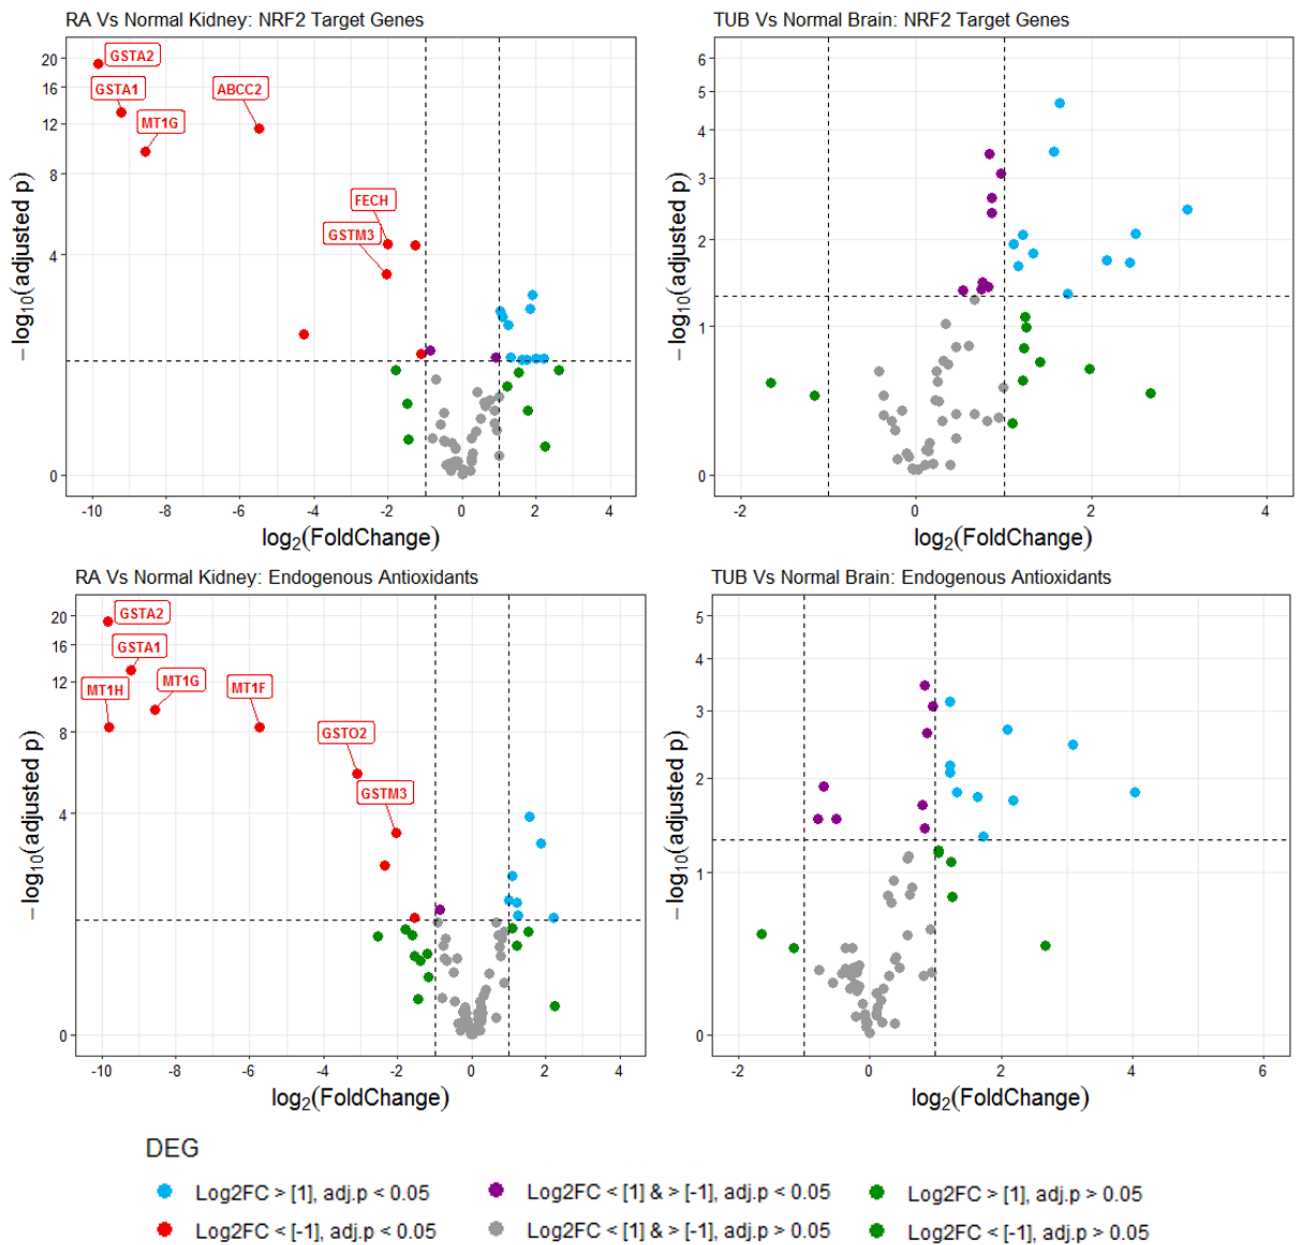 RA Vs Normal Kidney: NRF2 Target Genes
20
16
12
8
4
0
− log10(adjusted p)
GSTA2
GSTA1
MT1G
ABCC2
FECH
GSTM3
-10 -8 -6 -4 -2 0 2 4
log2(FoldChange)
TUB Vs Normal Brain: NRF2 Target Genes
6
5
4
3
2
1
0
− log10(adjusted p)
-2 0 2 4
log2(FoldChange)
RA Vs Normal Kidney: Endogenous Antioxidants
20
16
12
8
4
0
− log10(adjusted p)
GSTA2
GSTA1
MT1H
MT1G
MT1F
GSTO2
GSTM3
-10 -8 -6 -4 -2 0 2 4
log2(FoldChange)
TUB Vs Normal Brain: Endogenous Antioxidants
5
4
3
2
1
0
− log10(adjusted p)
-2 0 2 4 6
log2(FoldChange)
DEG
Log2FC > [1], adj.p < 0.05
Log2FC < [1] & > [-1], adj.p < 0.05
Log2FC > [1], adj.p > 0.05
Log2FC < [-1], adj.p < 0.05
Log2FC < [1] & > [-1], adj.p > 0.05
Log2FC < [-1], adj.p > 0.05